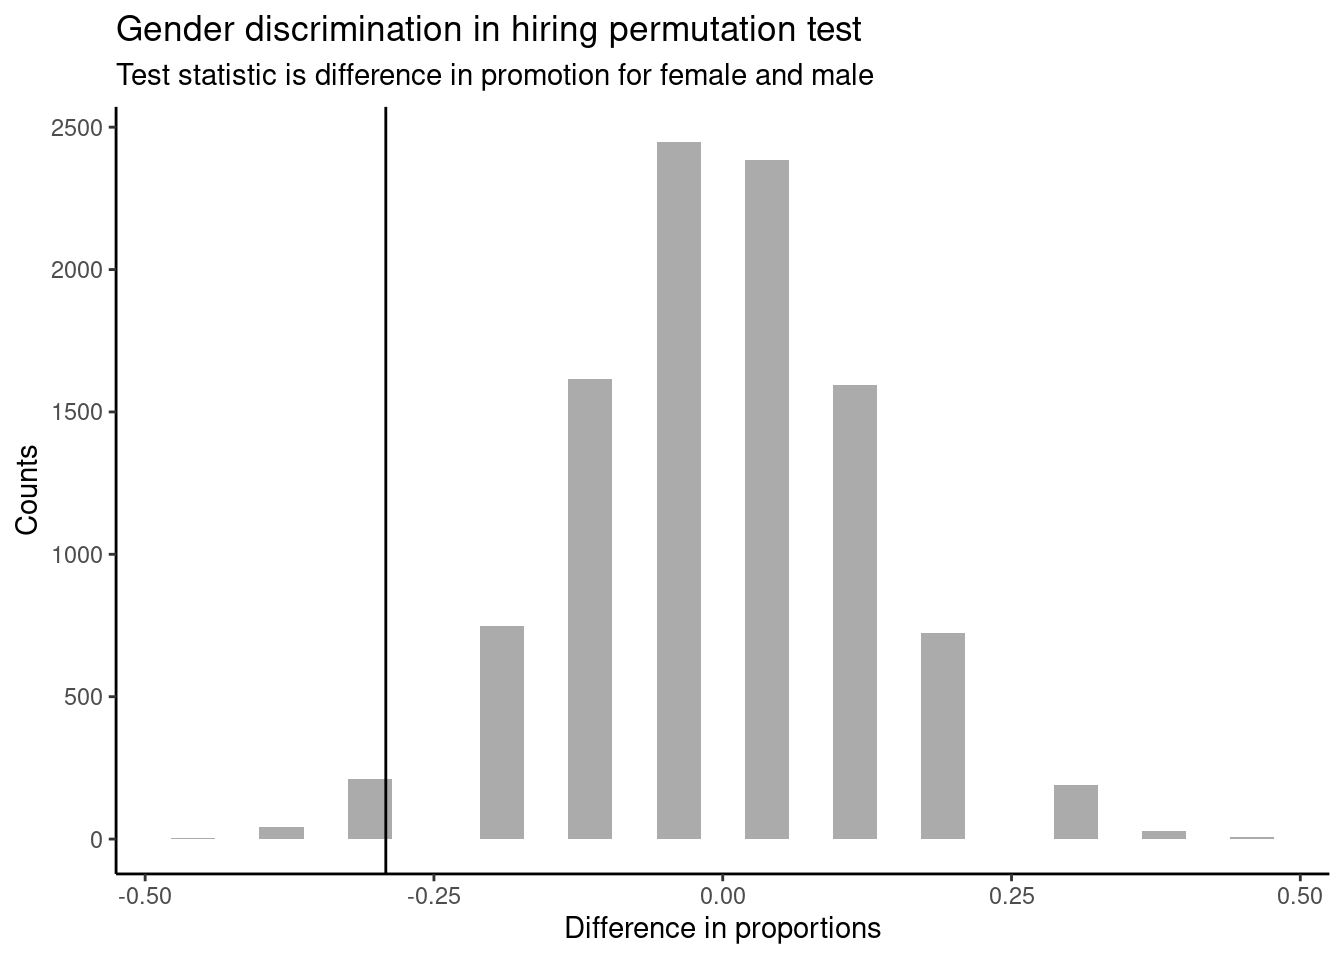 Gender discrimination in hiring permutation test
Test statistic is difference in promotion for female and male
2500
2000
1500
1000
500
0
Counts
-0.50
-0.25
0.00
0.25
0.50
Difference in proportions